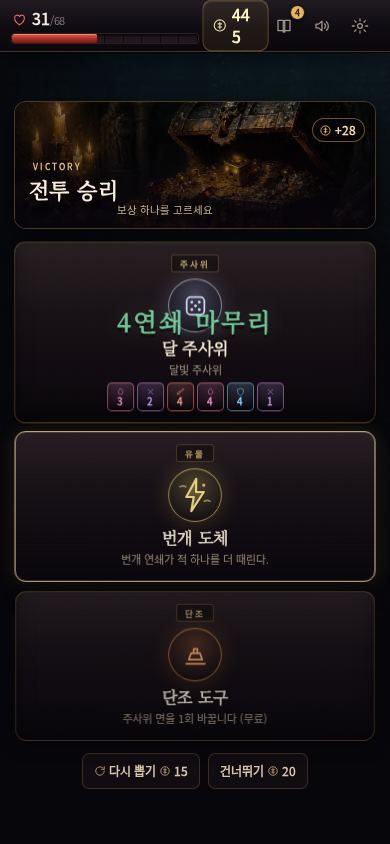 31/68
44
5
4
+28
VICTORY
전투 승리
보상 하나를 고르세요
주사위
4연쇄 마무리
달 주사위
달빛 주사위
3 2 4 4 4 1
유물
번개 도체
번개 연쇄가 적 하나를 더 때린다.
단조
단조 도구
주사위 면을 1회 바꿉니다 (무료)
다시 뽑기 15 건너뛰기 20